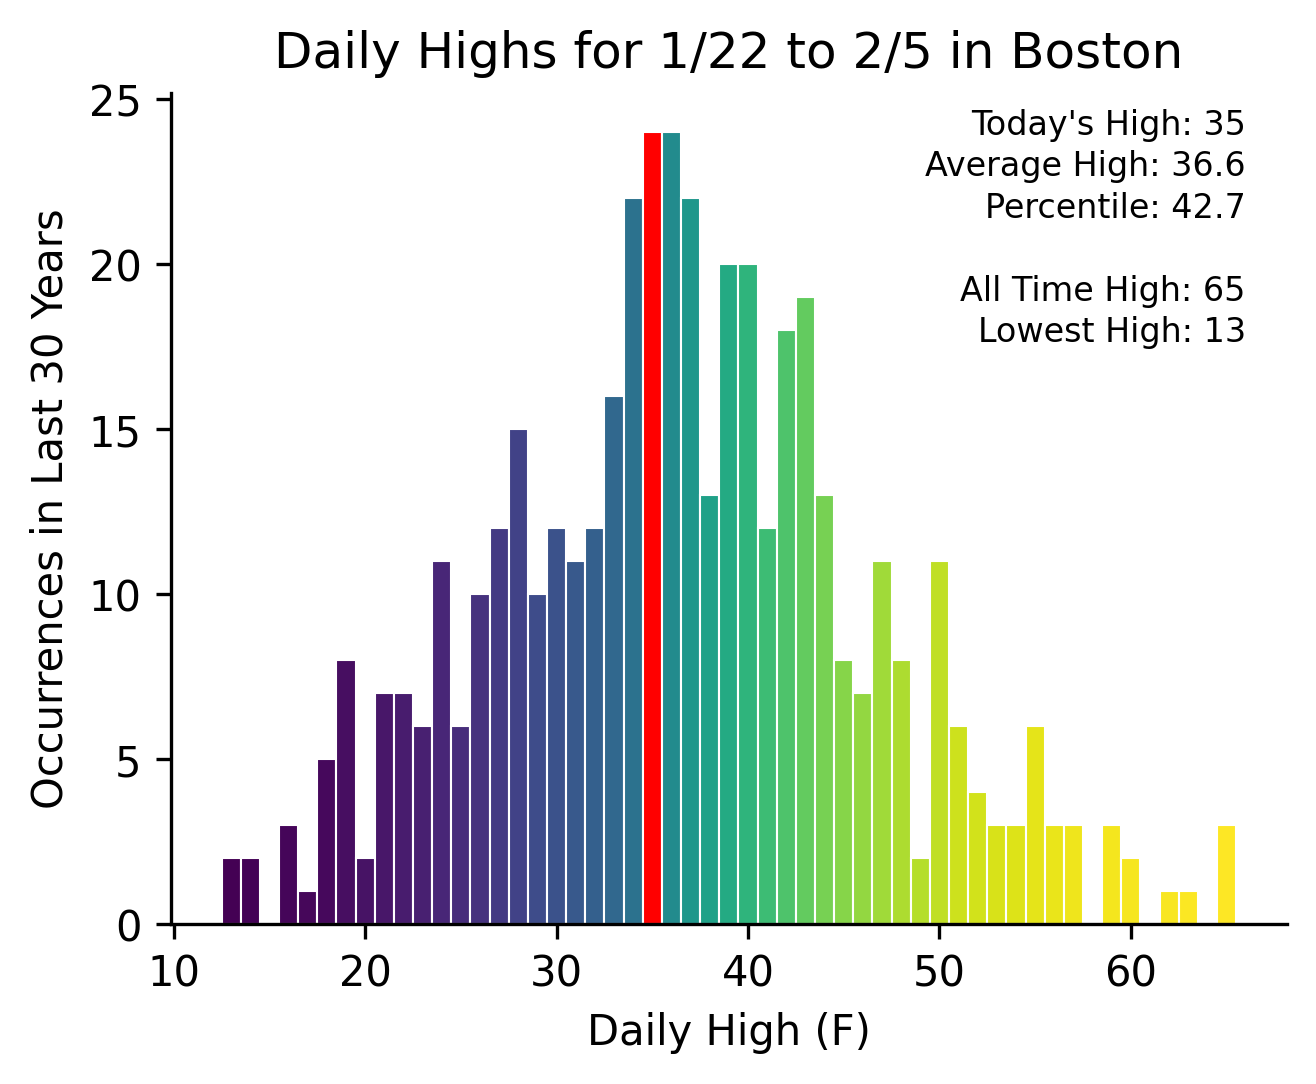 Daily Highs for 1/22 to 2/5 in Boston
Today's High: 35
Average High: 36.6
Percentile: 42.7
All Time High: 65
Lowest High: 13
Occurrences in Last 30 Years
25
20
15
10
5
0
10 20 30 40 50 60
Daily High (F)